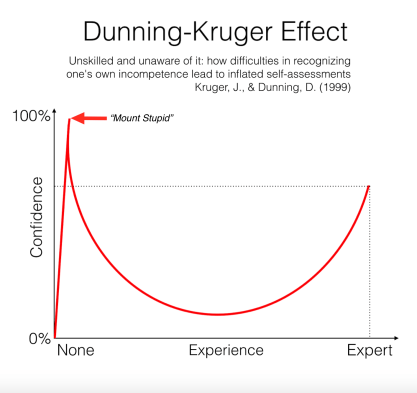 Dunning-Kruger Effect
Unskilled and unaware of it: how difficulties in recognizing
one's own incompetence lead to inflated self-assessments
Kruger, J., & Dunning, D. (1999)
100%
"Mount Stupid"
Confidence
0%
None
Experience
Expert